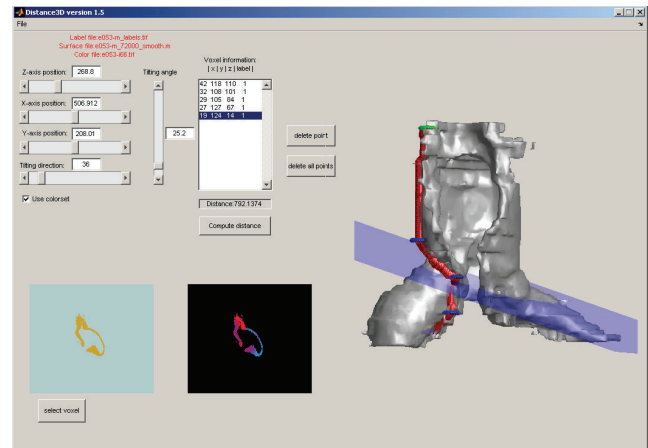 Distance3D version 1.5
File
Label file:e053-m_labels.tif
Surface file:e053-m_72000_smooth.m
Color file:e053-i66.tif
Z-axis position: 268.8
X-axis position: 506.912
Y-axis position: 208.01
Tilting direction: 36
Use colorset
Tilting angle
25.2
Voxel information:
| x | y | z | label |
42 118 110 1
32 108 101 1
29 105 84 1
27 127 67 1
19 124 14 1
Distance:792.1374
Compute distance
delete point
delete all points
select voxel